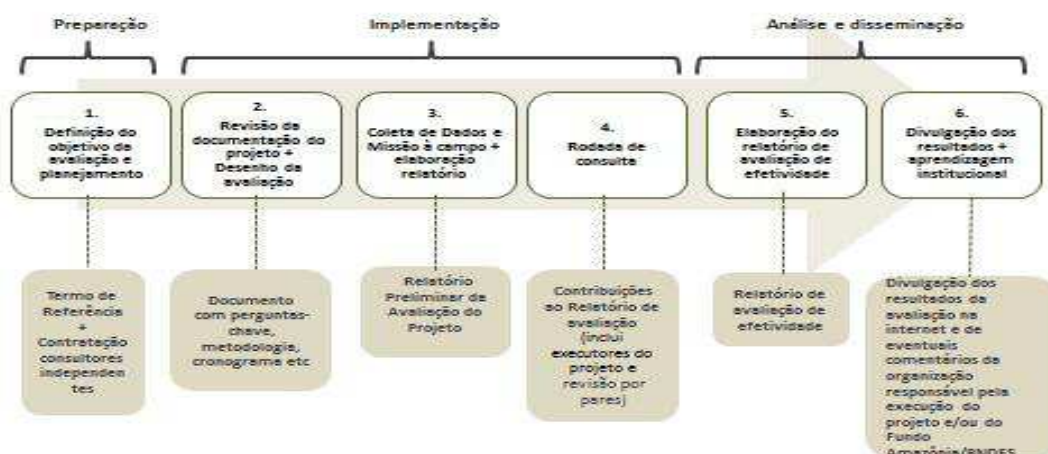 Preparação
Implementação
Análise e disseminação
1.
Definição do
objetivo da
avaliação e
planejamento
2.
Revisão da
documentação do
projeto +
Desenho da
avaliação
3.
Coleta de Dados e
Missão à campo +
elaboração
relatório
4.
Rodada de
consulta
5.
Elaboração do
relatório de
avaliação de
efetividade
6.
Divulgação dos
resultados +
aprendizagem
institucional
Termo de
Referência
+
Contratação
consultores
independen
tes
Documento
com perguntas-
chave,
metodologia,
cronograma etc
Relatório
Preliminar da
Avaliação do
Projeto
Contribuições
ao Relatório de
avaliação
(inclui
executores do
projeto e
revisão por
pares)
Relatório de
avaliação de
efetividade
Divulgação dos
resultados da
avaliação na
internet e de
eventuais
comentários da
organização
responsável pela
execução do
projeto e/ou do
Fundo
Amazônia/BNDES